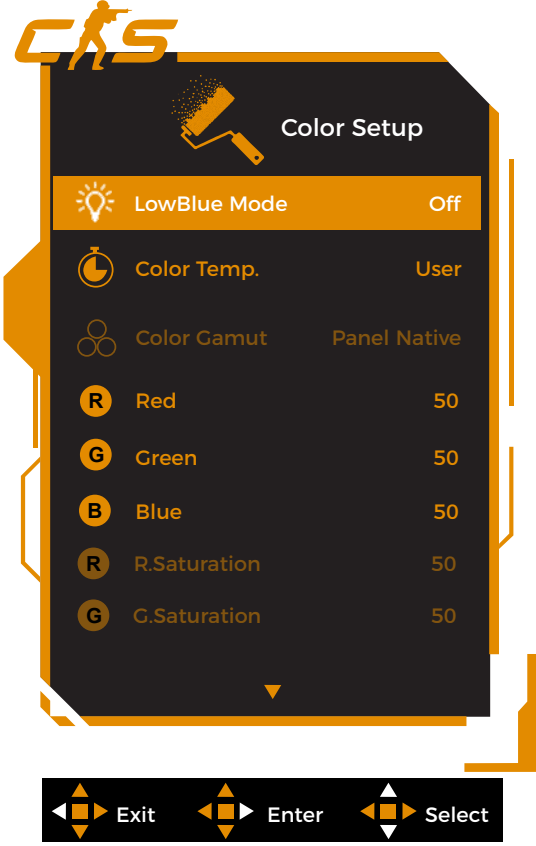 CS
Color Setup
LowBlue Mode Off
Color Temp. User
Color Gamut Panel Native
R Red 50
G Green 50
B Blue 50
R R.Saturation 50
G G.Saturation 50
Exit Enter Select